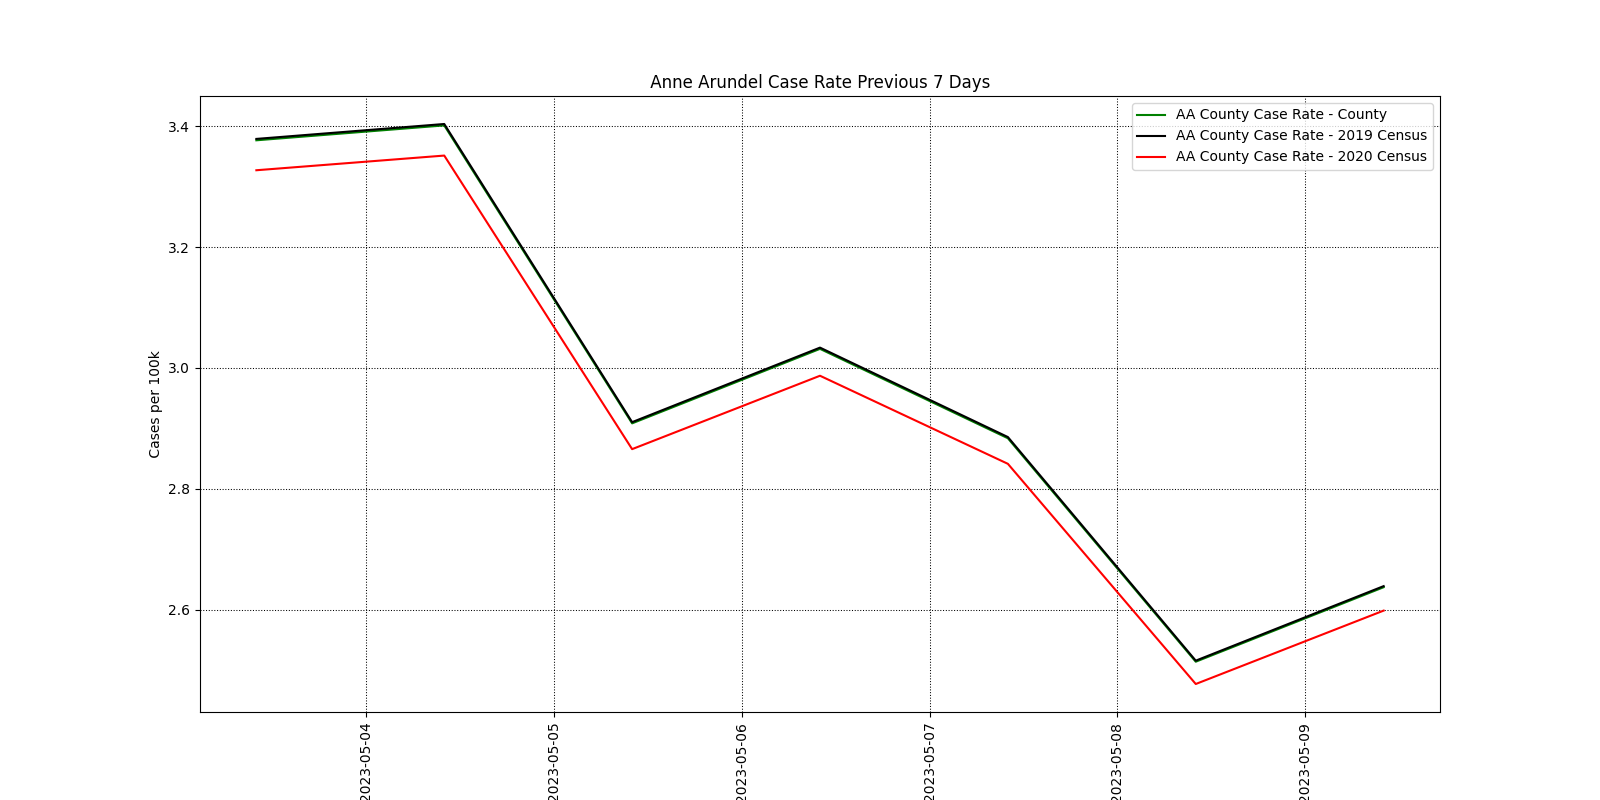 Anne Arundel Case Rate Previous 7 Days
AA County Case Rate - County
AA County Case Rate - 2019 Census
AA County Case Rate - 2020 Census
Cases per 100k
3.4
3.2
3.0
2.8
2.6
2023-05-04
2023-05-05
2023-05-06
2023-05-07
2023-05-08
2023-05-09